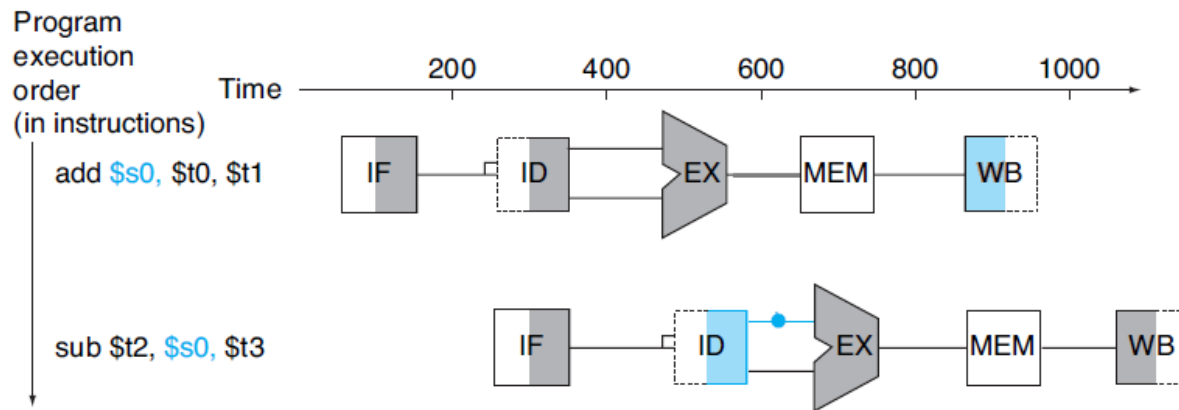 Program
execution
order
(in instructions)
Time
200 400 600 800 1000
add $s0, $t0, $t1
IF ID EX MEM WB
sub $t2, $s0, $t3
IF ID EX MEM WB